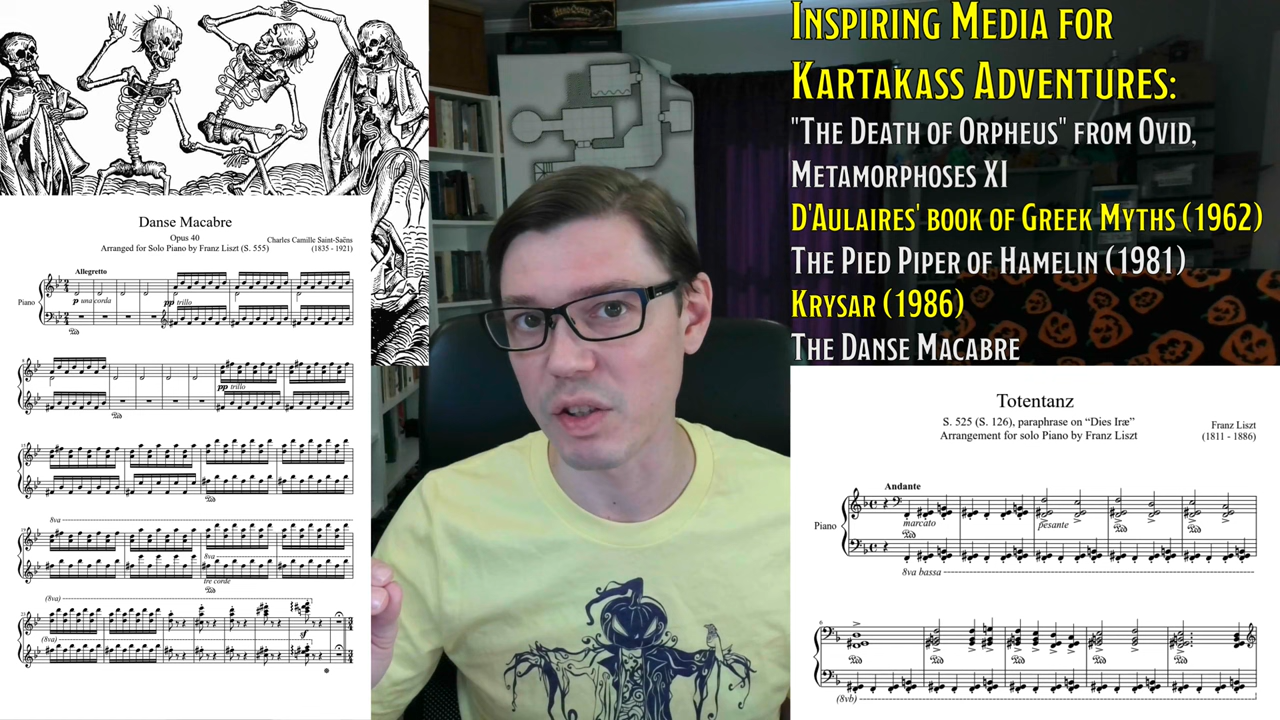 INSPIRING MEDIA FOR
KARTAKASS ADVENTURES:
"THE DEATH OF ORPHEUS" FROM OVID,
METAMORPHOSES XI
D'AULAIRES' BOOK OF GREEK MYTHS (1962)
THE PIED PIPER OF HAMELIN (1981)
KRYSAR (1986)
THE DANSE MACABRE
HEROQUEST
Danse Macabre
Opus 40
Arranged for Solo Piano by Franz Liszt (S. 555)
Charles Camille Saint-Saëns
(1835 - 1921)
Allegretto
Piano
p una corda
pp trillo
pp trillo
8va
8va
tre corde
(8va)
(8va)
sf
Totentanz
S. 525 (S. 126), paraphrase on “Dies Iræ”
Arrangement for solo Piano by Franz Liszt
Franz Liszt
(1811 - 1886)
Andante
Piano
marcato
pesante
8va bassa
6
(8vb)